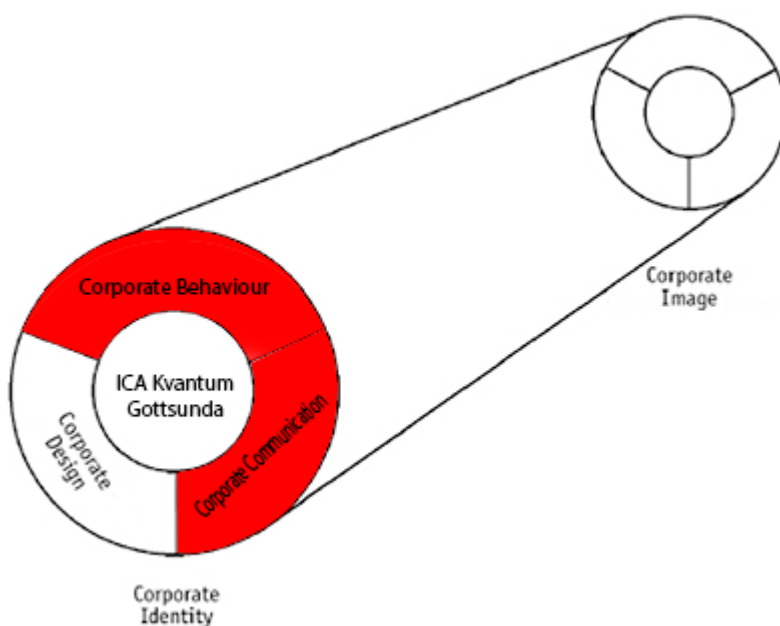 Corporate Behaviour
ICA Kvantum
Gottsunda
Corporate
Design
Corporate Communication
Corporate
Identity
Corporate
Image